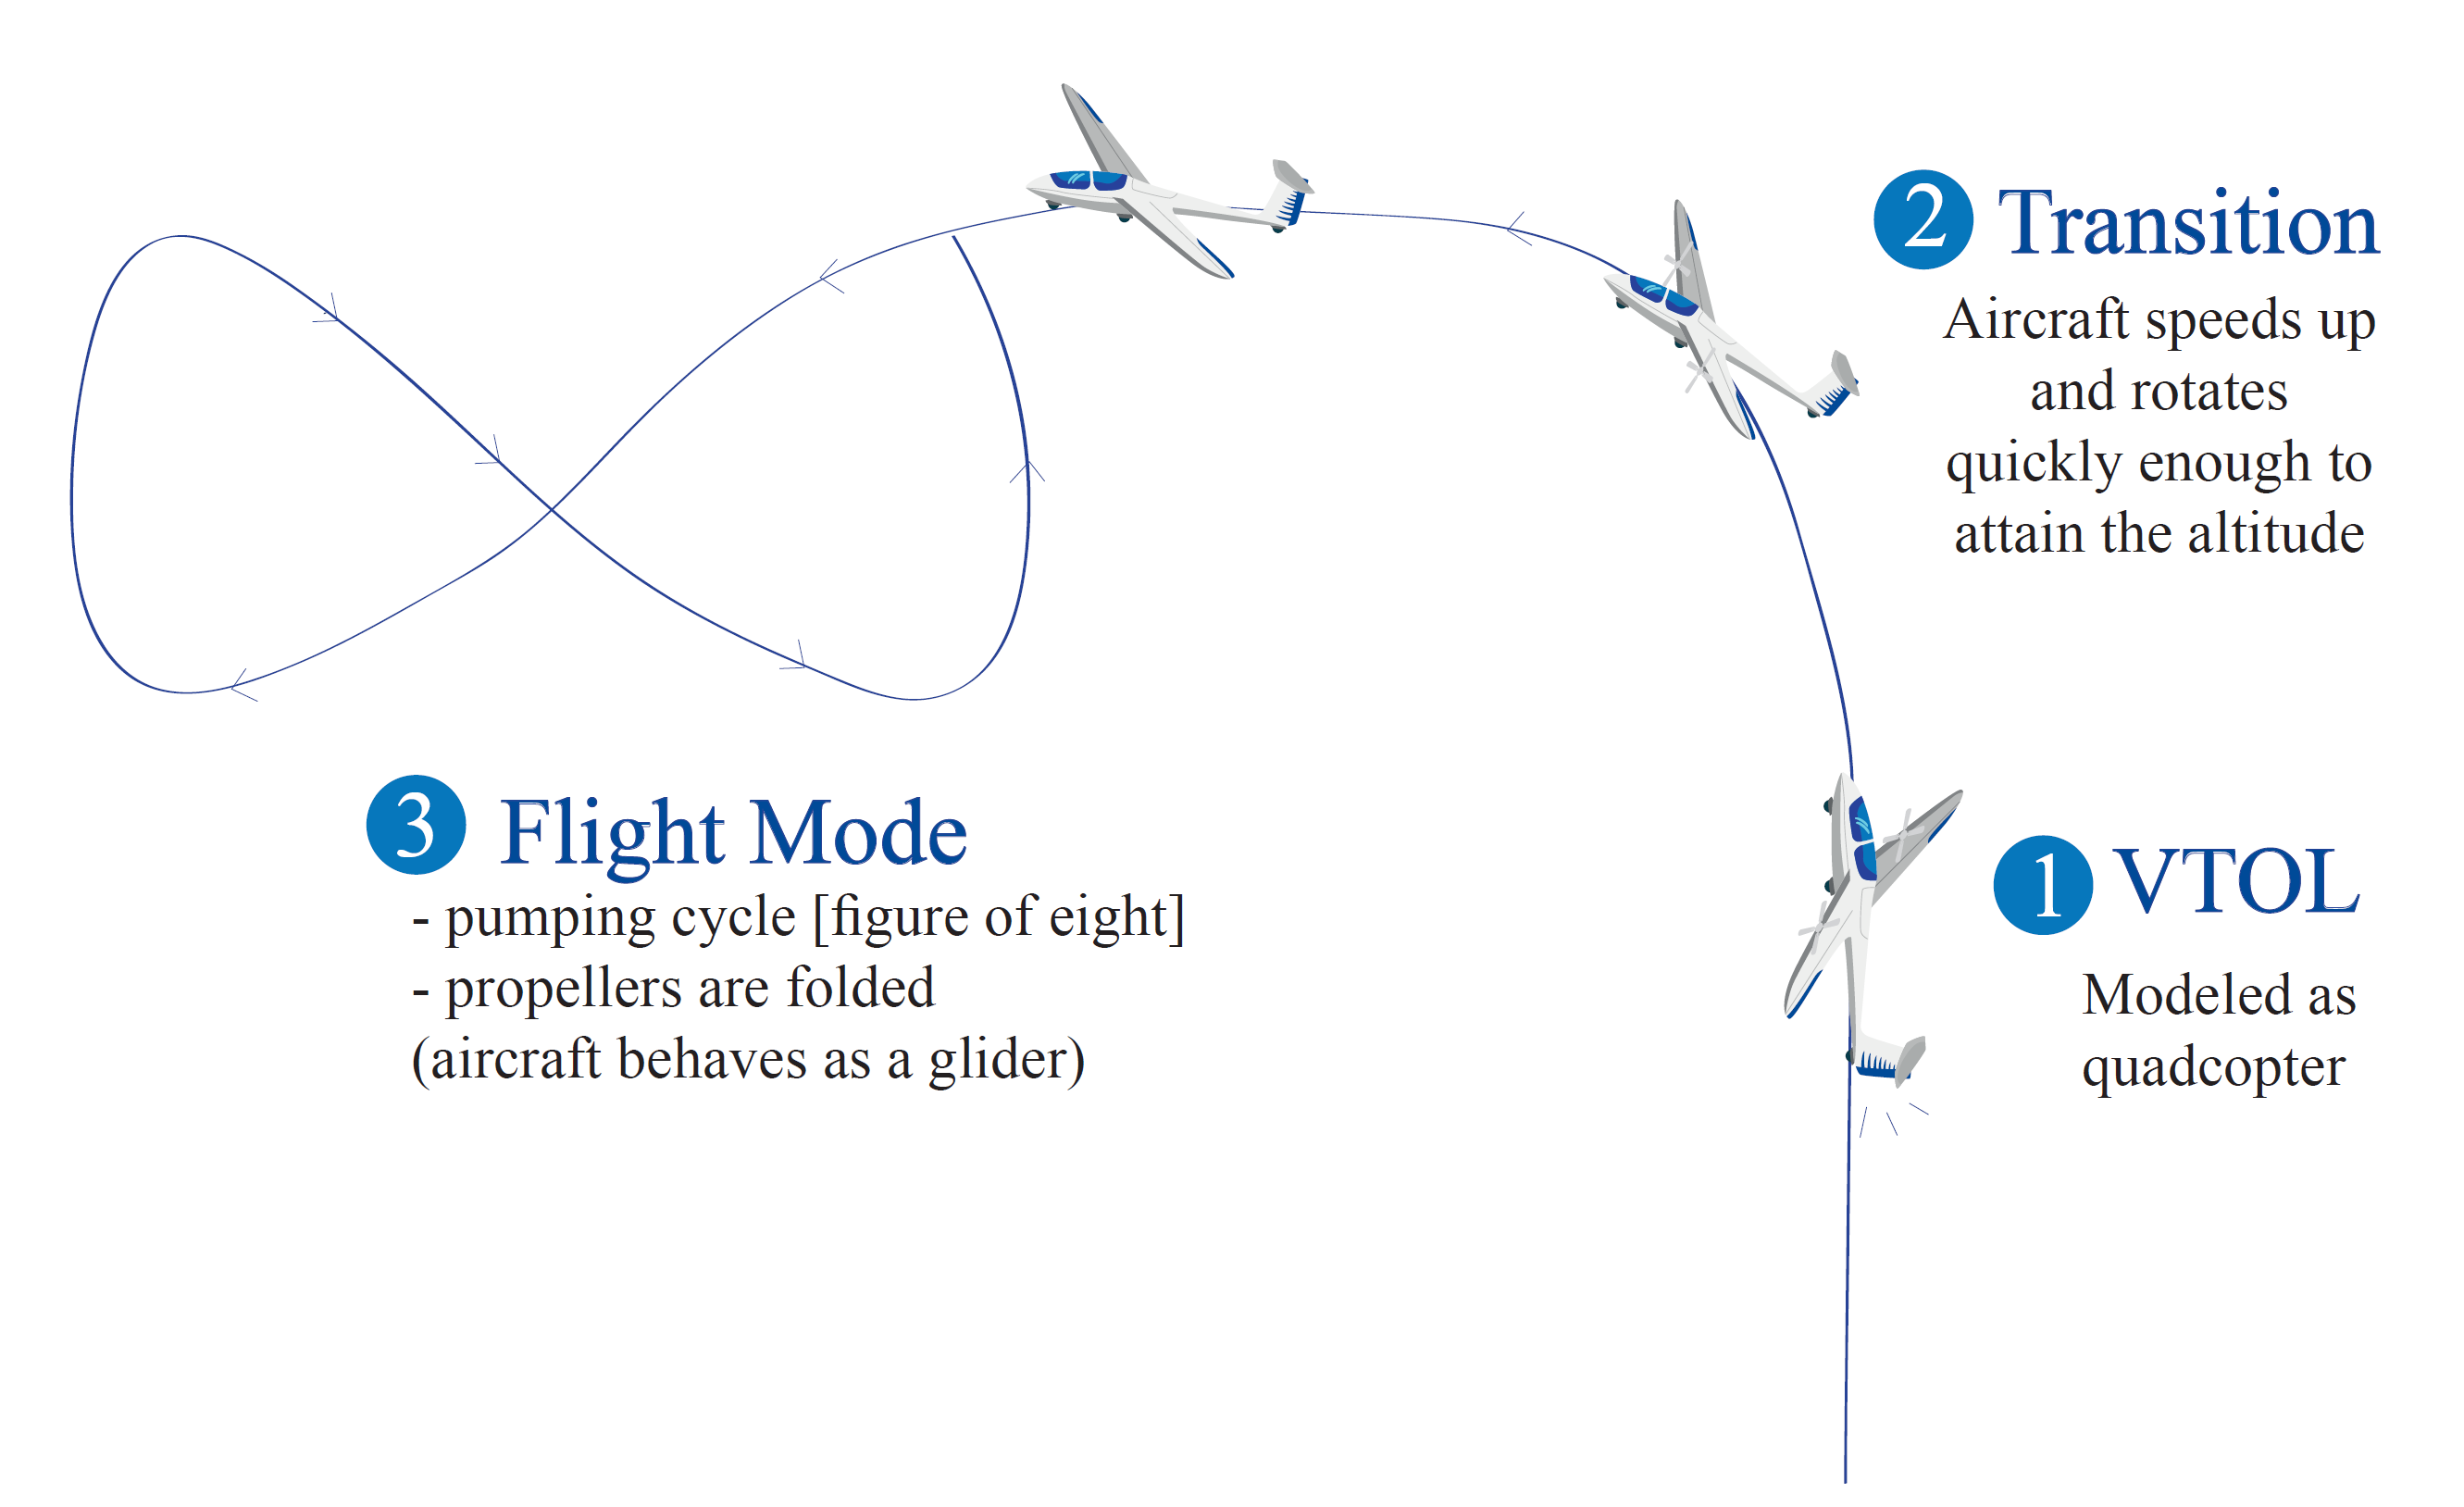 2 Transition
Aircraft speeds up
and rotates
quickly enough to
attain the altitude
3 Flight Mode
- pumping cycle [figure of eight]
- propellers are folded
(aircraft behaves as a glider)
1 VTOL
Modeled as
quadcopter